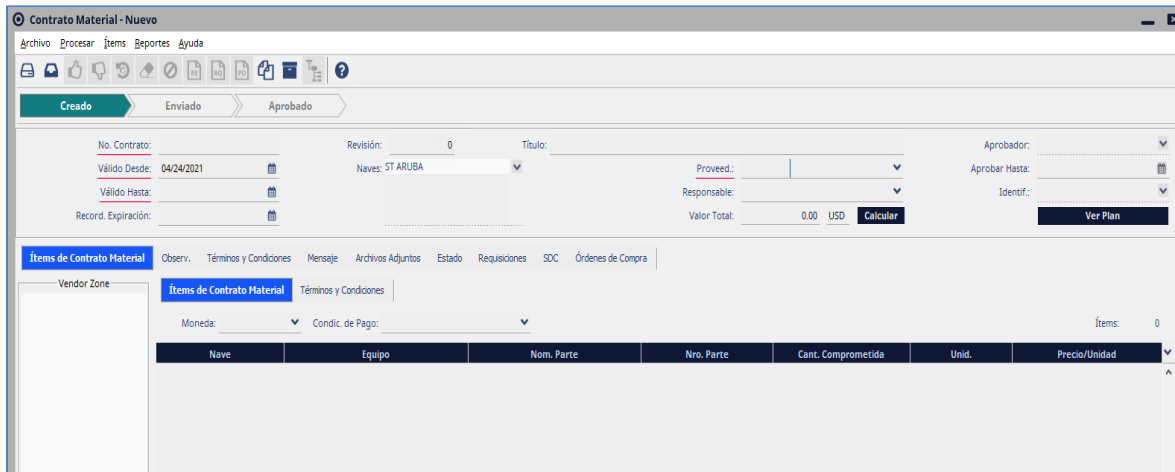 Contrato Material - Nuevo
Archivo Procesar Ítems Reportes Ayuda
RE RQ PO
Creado Enviado Aprobado
No. Contrato: Revisión: 0 Título: Aprobador:
Válido Desde: 04/24/2021 Naves: ST ARUBA Proveed.: Aprobar Hasta:
Válido Hasta: Responsable: Identif.:
Record. Expiración: Valor Total: 0.00 USD Calcular Ver Plan
Ítems de Contrato Material Observ. Términos y Condiciones Mensaje Archivos Adjuntos Estado Requisiciones SDC Órdenes de Compra
Vendor Zone Ítems de Contrato Material Términos y Condiciones
Moneda: Condic. de Pago: Ítems: 0
Nave Equipo Nom. Parte Nro. Parte Cant. Comprometida Unid. Precio/Unidad